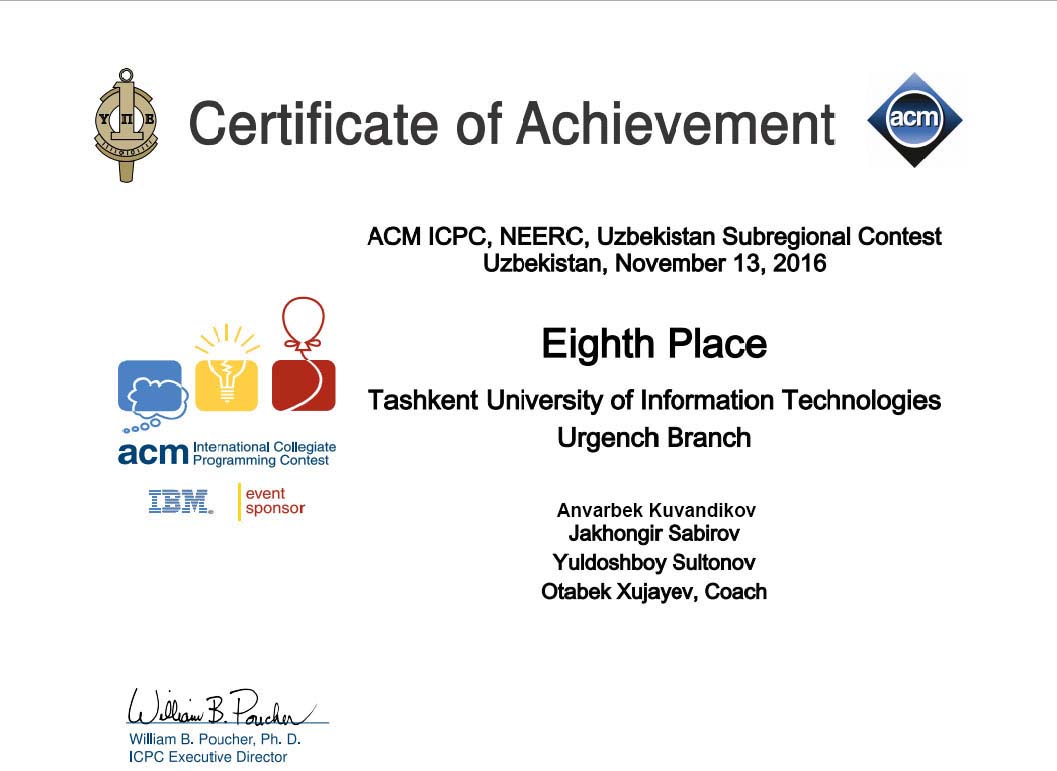 Υ Π Ε
Certificate of Achievement
acm
ACM ICPC, NEERC, Uzbekistan Subregional Contest
Uzbekistan, November 13, 2016
Eighth Place
Tashkent University of Information Technologies
Urgench Branch
acm International Collegiate
Programming Contest
IBM® event
sponsor
Anvarbek Kuvandikov
Jakhongir Sabirov
Yuldoshboy Sultonov
Otabek Xujayev, Coach
William B. Poucher
William B. Poucher, Ph. D.
ICPC Executive Director